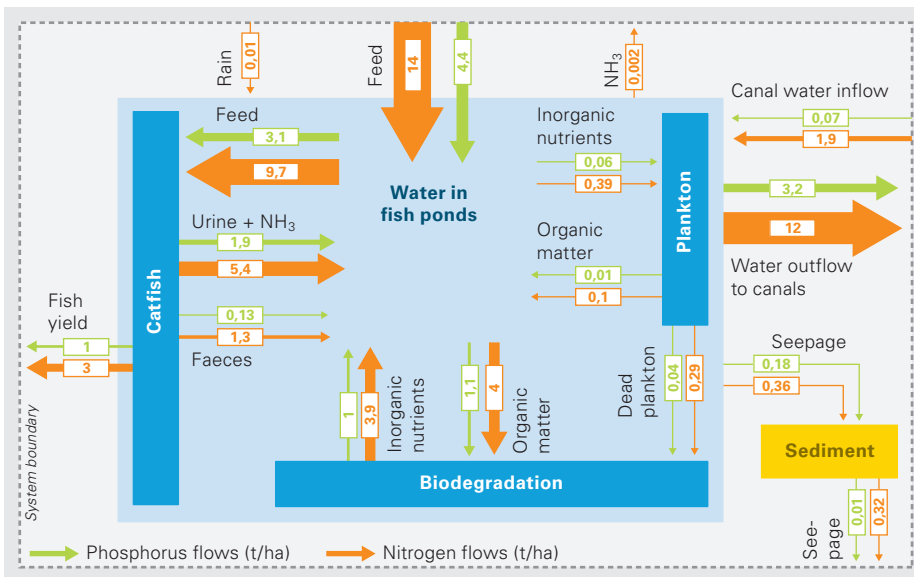 Rain
0,01
Feed
14
4,4
NH₃
0,002
Canal water inflow
0,07
1,9
Feed
3,1
9,7
Inorganic
nutrients
0,06
0,39
Water in
fish ponds
Plankton
3,2
12
Water outflow
to canals
Urine + NH₃
1,9
5,4
Organic
matter
0,01
0,1
Catfish
0,13
1,3
Faeces
Fish
yield
1
3
1
3,9
Inorganic
nutrients
1,1
4
Organic
matter
Dead
plankton
0,04
0,29
Seepage
0,18
0,36
Sediment
Biodegradation
0,01
0,32
See-
page
System boundary
Phosphorus flows (t/ha)
Nitrogen flows (t/ha)